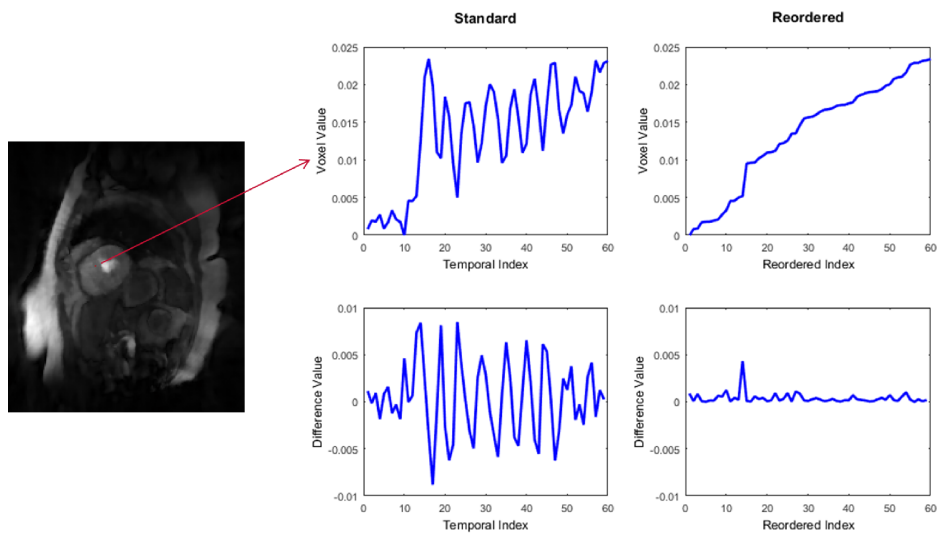 Standard
Reordered
0.025
0.02
0.015
0.01
0.005
0
Voxel Value
0 10 20 30 40 50 60
Temporal Index
0.025
0.02
0.015
0.01
0.005
0
Voxel Value
0 10 20 30 40 50 60
Reordered Index
0.01
0.005
0
-0.005
-0.01
Difference Value
0 10 20 30 40 50 60
Temporal Index
0.01
0.005
0
-0.005
-0.01
Difference Value
0 10 20 30 40 50 60
Reordered Index